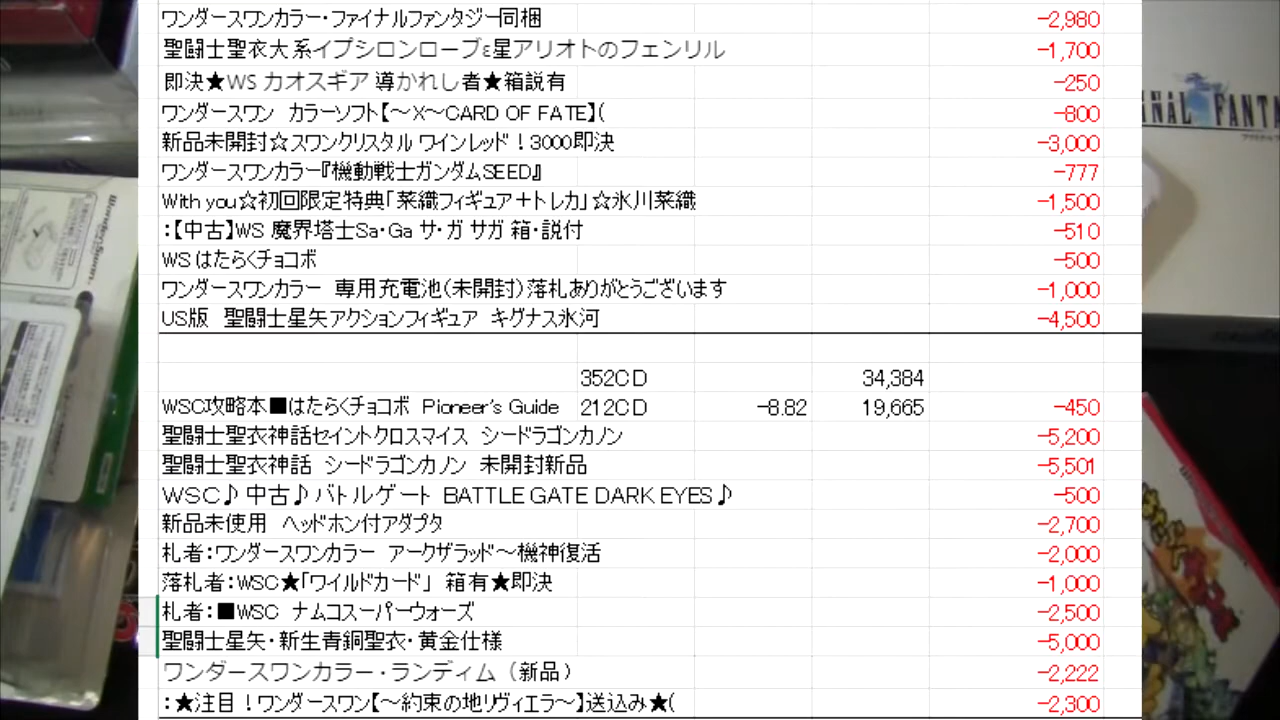 ワンダースワンカラー・ファイナルファンタジー同梱 -2,980
聖闘士聖衣大系イプシロンローブε星アリオトのフェンリル -1,700
即決★WS カオスギア 導かれし者★箱説有 -250
ワンダースワン カラーソフト【～X～CARD OF FATE】( -800
新品未開封☆スワンクリスタル ワインレッド！3000即決 -3,000
ワンダースワンカラー『機動戦士ガンダムSEED』 -777
With you☆初回限定特典「菜織フィギュア＋トレカ」☆氷川菜織 -1,500
:【中古】WS 魔界塔士Sa・Ga サ・ガ サガ 箱・説付 -510
WS はたらくチョコボ -500
ワンダースワンカラー 専用充電池(未開封)落札ありがとうございます -1,000
US版 聖闘士星矢アクションフィギュア キグナス氷河 -4,500
352CD 34,384
WSC攻略本■はたらくチョコボ Pioneer's Guide 212CD -8.82 19,665 -450
聖闘士聖衣神話セイントクロスマイス シードラゴンカノン -5,200
聖闘士聖衣神話 シードラゴンカノン 未開封新品 -5,501
WSC♪中古♪バトルゲート BATTLE GATE DARK EYES♪ -500
新品未使用 ヘッドホン付アダプタ -2,700
札者：ワンダースワンカラー アークザラッド～機神復活 -2,000
落札者：WSC★「ワイルドカード」 箱有★即決 -1,000
札者：■WSC ナムコスーパーウォーズ -2,500
聖闘士星矢・新生青銅聖衣・黄金仕様 -5,000
ワンダースワンカラー・ランディム（新品） -2,222
:★注目！ワンダースワン【～約束の地リヴィエラ～】送込み★( -2,300
WonderSwan